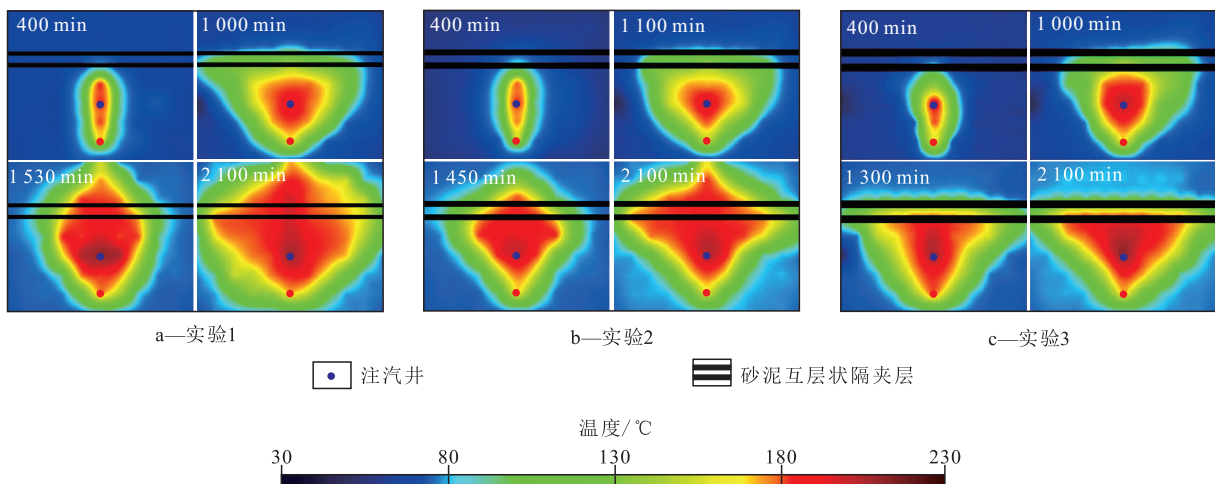 400 min
1 000 min
1 530 min
2 100 min
a—实验1
400 min
1 100 min
1 450 min
2 100 min
b—实验2
400 min
1 000 min
1 300 min
2 100 min
c—实验3
注汽井
砂泥互层状隔夹层
温度/℃
30 80 130 180 230